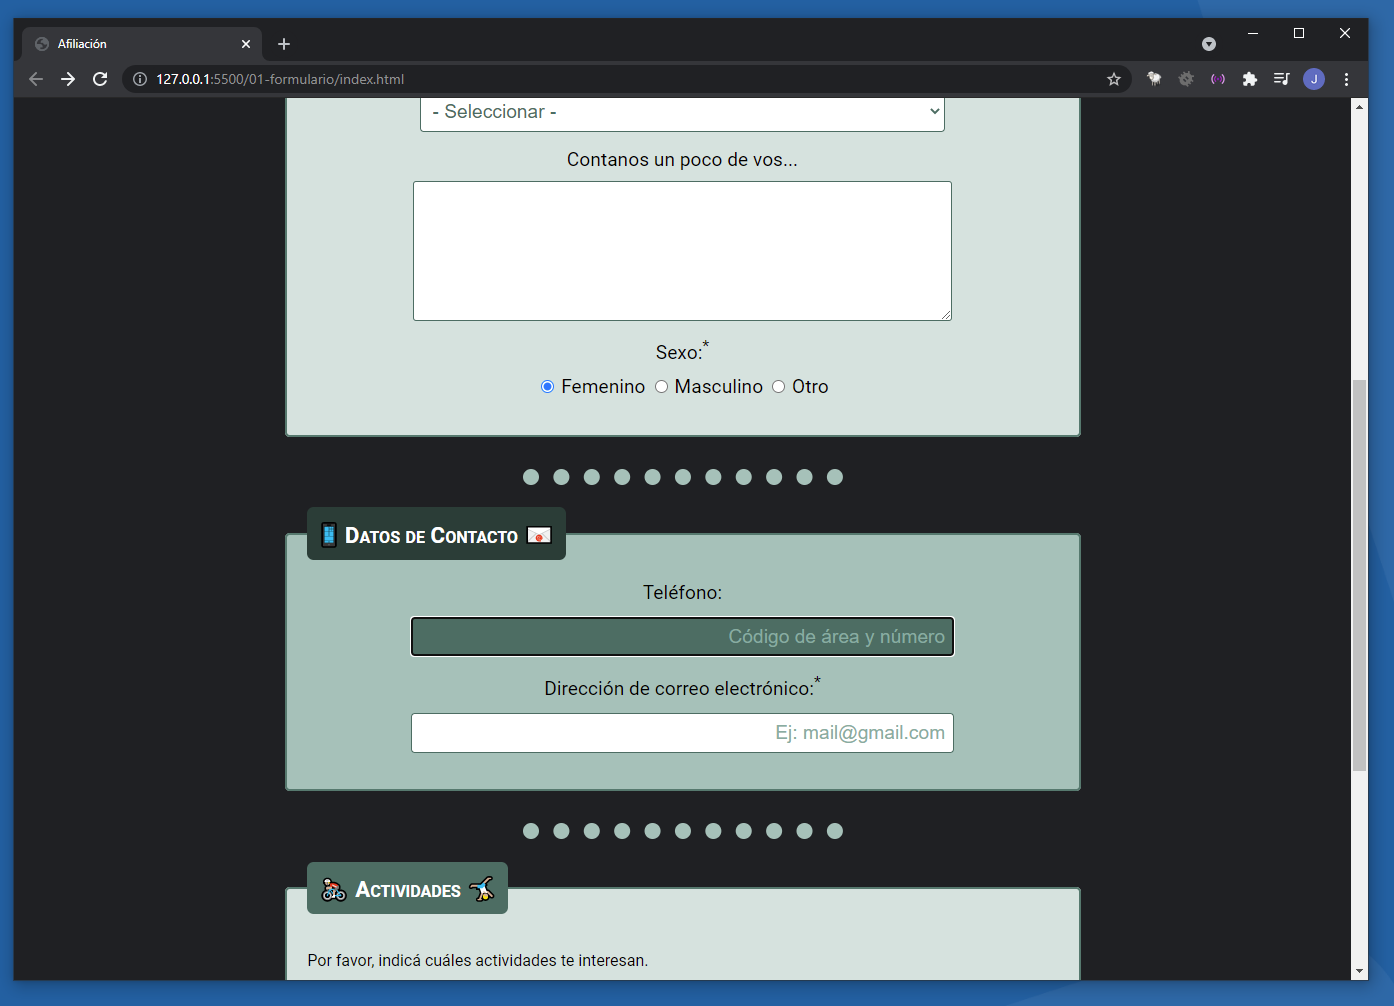 Afiliación
127.0.0.1:5500/01-formulario/index.html
J
- Seleccionar -
Contanos un poco de vos...
Sexo:*
Femenino Masculino Otro
Datos de Contacto
Teléfono:
Código de área y número
Dirección de correo electrónico:*
Ej: mail@gmail.com
Actividades
Por favor, indicá cuáles actividades te interesan.